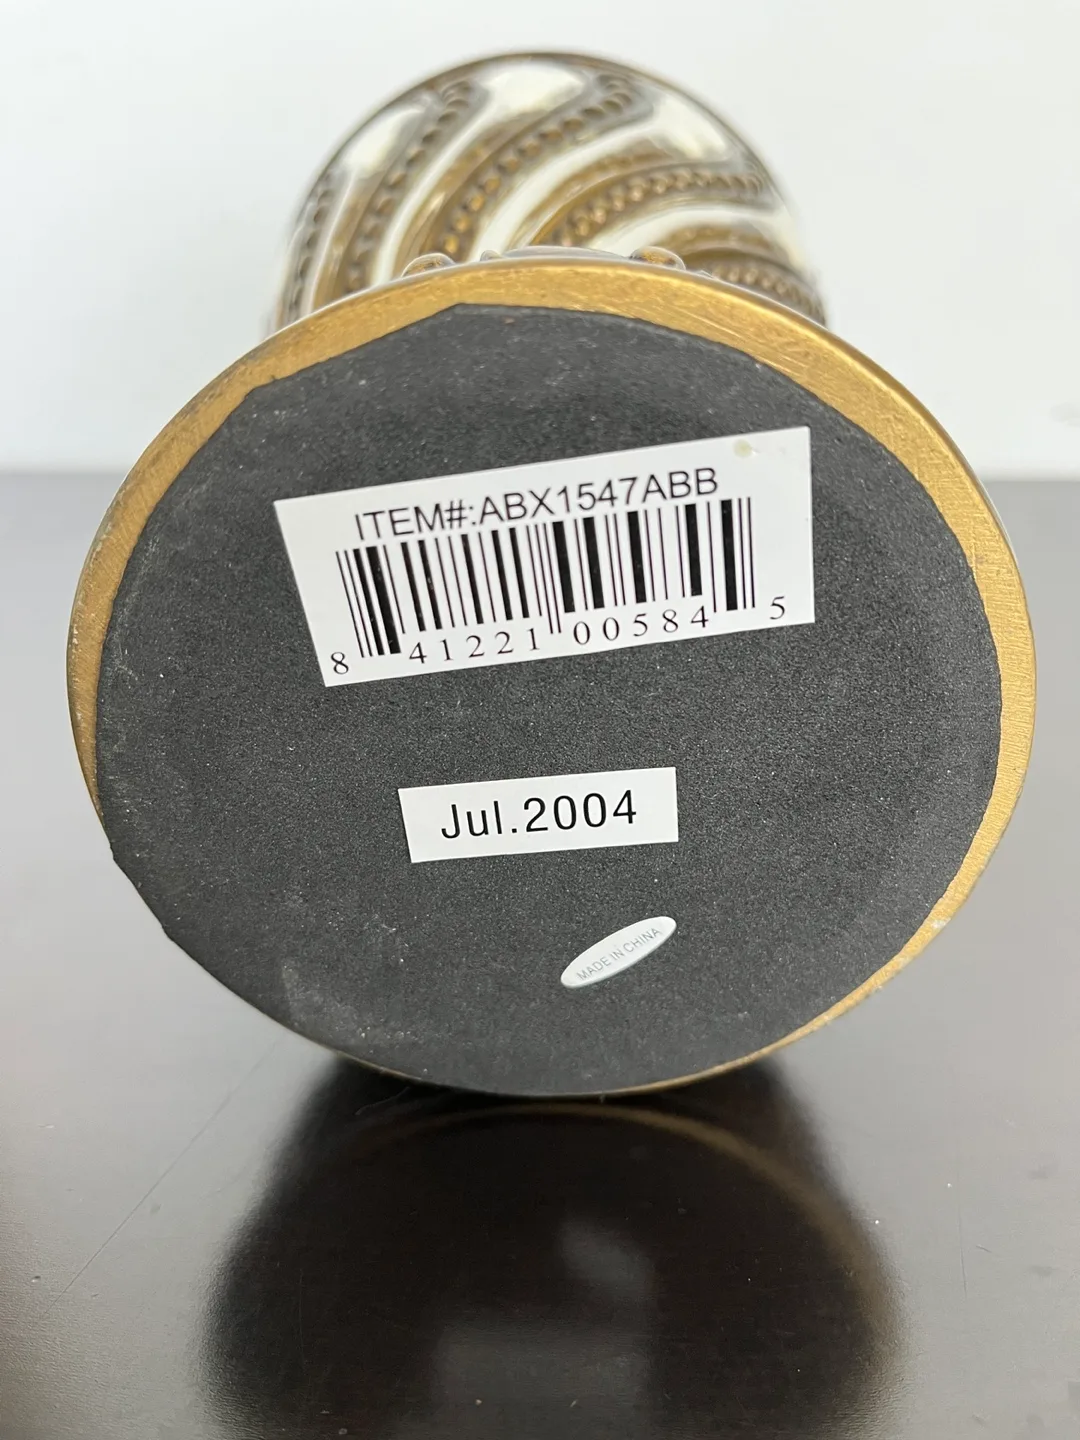 ITEM#:ABX1547ABB
8 41221 00584 5
Jul.2004
MADE IN CHINA